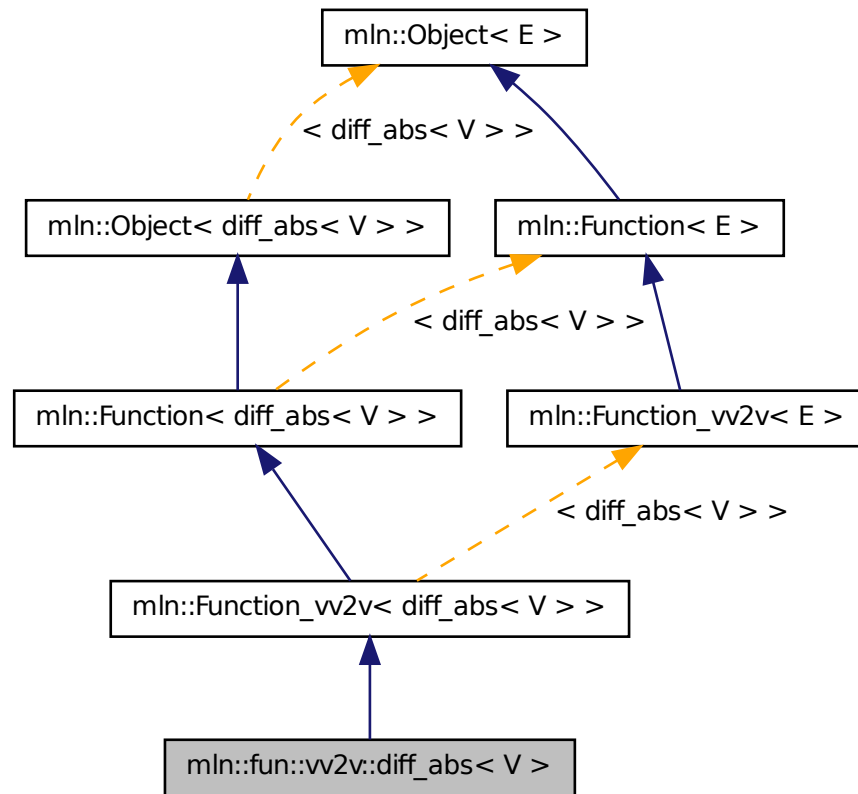 mln::Object< E >
< diff_abs< V > >
mln::Object< diff_abs< V > >
mln::Function< E >
< diff_abs< V > >
mln::Function< diff_abs< V > >
mln::Function_vv2v< E >
< diff_abs< V > >
mln::Function_vv2v< diff_abs< V > >
mln::fun::vv2v::diff_abs< V >